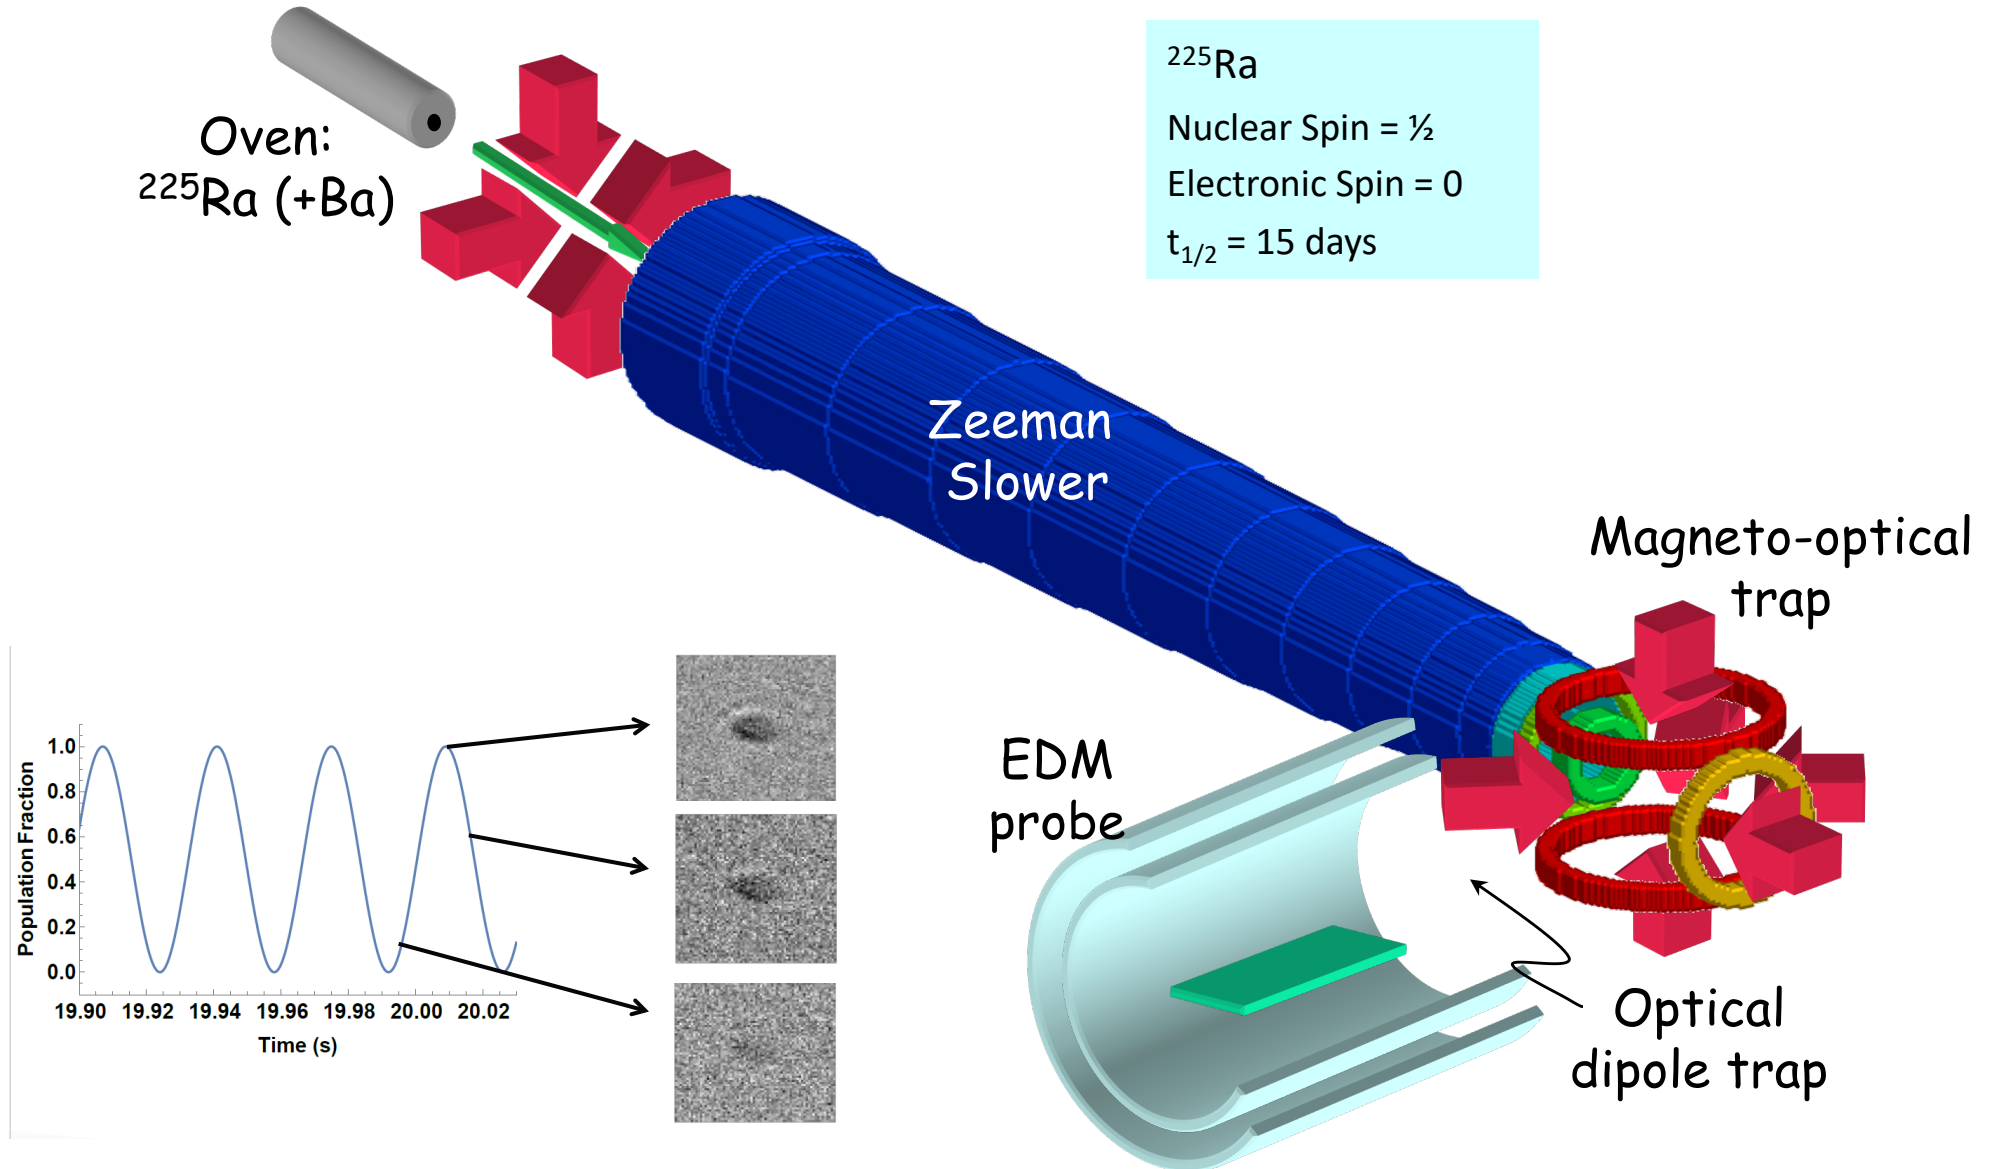 Oven:
²²⁵Ra (+Ba)
²²⁵Ra
Nuclear Spin = ½
Electronic Spin = 0
t₁/₂ = 15 days
Zeeman
Slower
Magneto-optical
trap
EDM
probe
Optical
dipole trap
Population Fraction
1.0
0.8
0.6
0.4
0.2
0.0
19.90 19.92 19.94 19.96 19.98 20.00 20.02
Time (s)